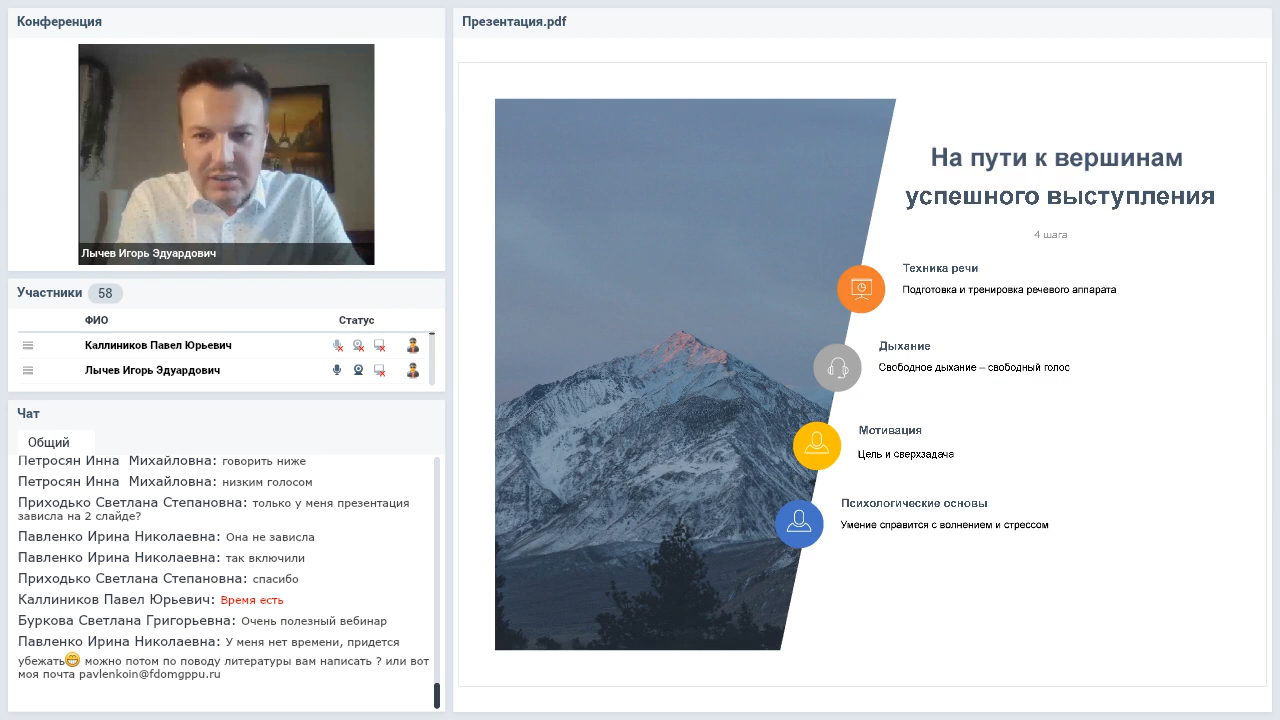 Конференция
Лычев Игорь Эдуардович
Участники 58
ФИО Статус
Каллиников Павел Юрьевич
Лычев Игорь Эдуардович
Чат
Общий
Петросян Инна Михайловна: говорить ниже
Петросян Инна Михайловна: низким голосом
Приходько Светлана Степановна: только у меня презентация
зависла на 2 слайде?
Павленко Ирина Николаевна: Она не зависла
Павленко Ирина Николаевна: так включили
Приходько Светлана Степановна: спасибо
Каллиников Павел Юрьевич: Время есть
Буркова Светлана Григорьевна: Очень полезный вебинар
Павленко Ирина Николаевна: У меня нет времени, придется
убежать😁 можно потом по поводу литературы вам написать ? или вот
моя почта pavlenkoin@fdomgppu.ru
Презентация.pdf
На пути к вершинам
успешного выступления
4 шага
Техника речи
Подготовка и тренировка речевого аппарата
Дыхание
Свободное дыхание – свободный голос
Мотивация
Цель и сверхзадача
Психологические основы
Умение справится с волнением и стрессом